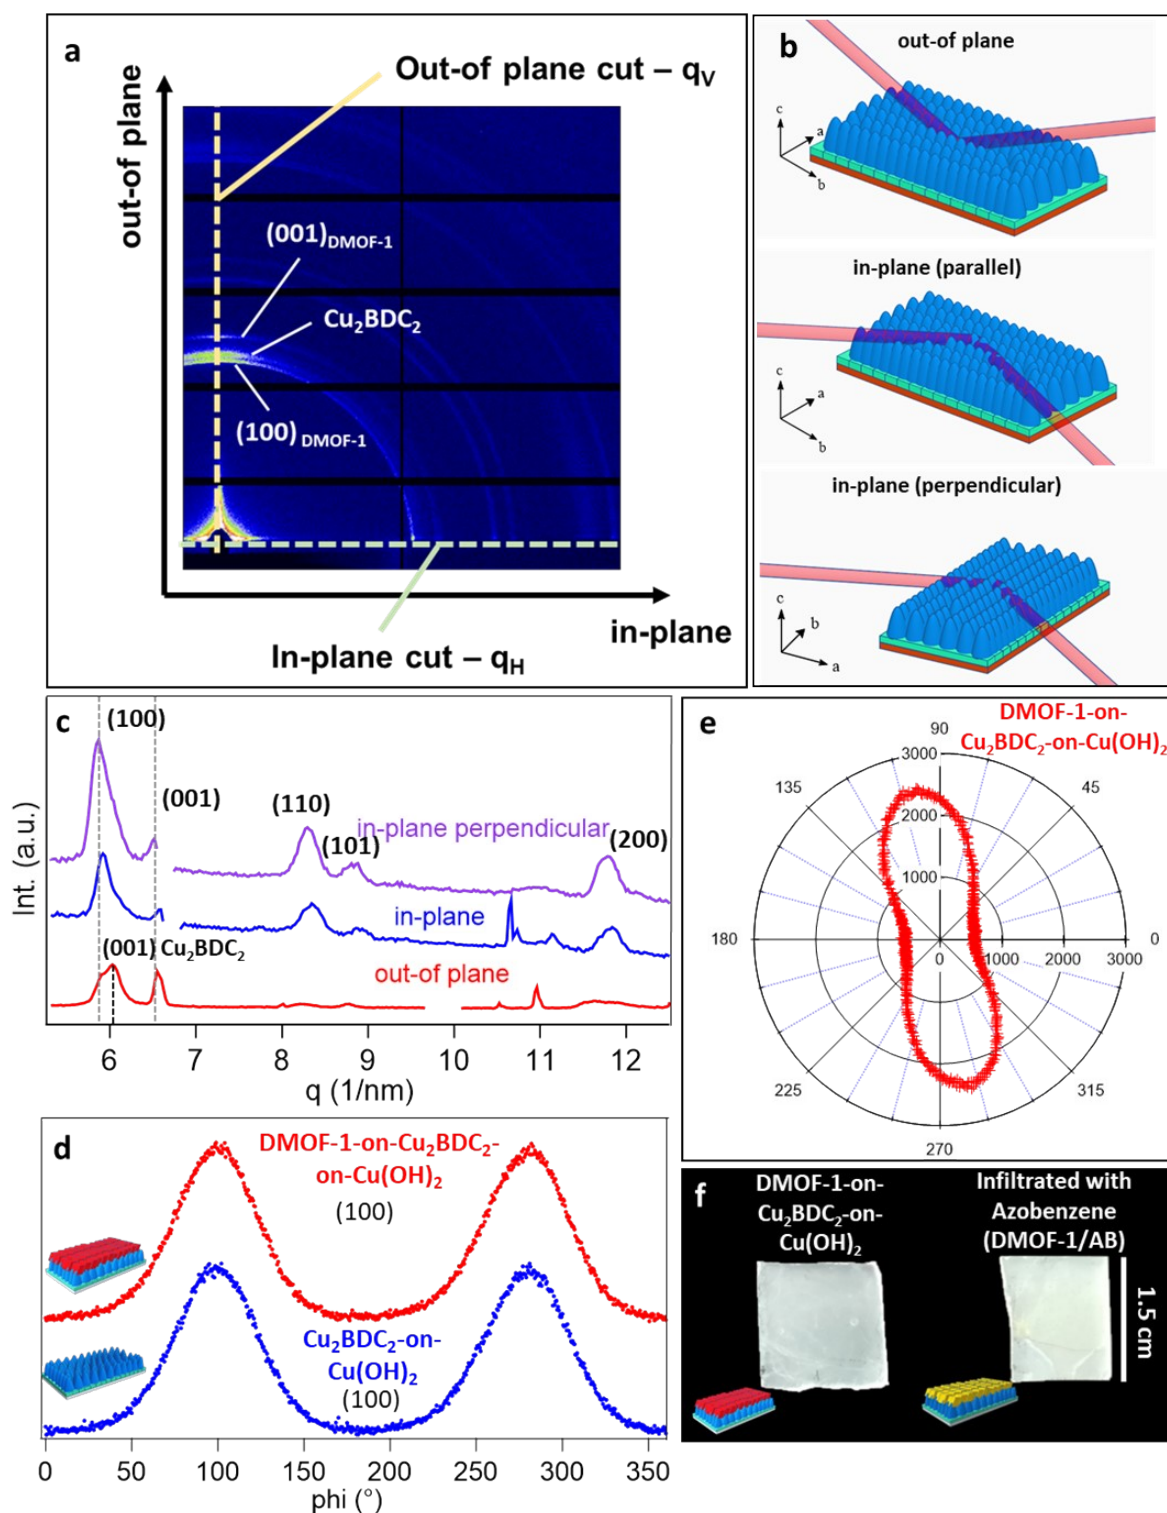 a
Out-of plane cut – qV
out-of plane
(001)DMOF-1
Cu2BDC2
(100) DMOF-1
in-plane
In-plane cut – qH
b
out-of plane
c
a
b
in-plane (parallel)
c
a
b
in-plane (perpendicular)
c
b
a
c
(100)
(001)
(110)
in-plane perpendicular
(101)
(200)
in-plane
(001) Cu2BDC2
out-of plane
Int. (a.u.)
6 7 8 9 10 11 12
q (1/nm)
d
DMOF-1-on-Cu2BDC2-
on-Cu(OH)2
(100)
Cu2BDC2-on-
Cu(OH)2
(100)
0 50 100 150 200 250 300 350
phi (°)
e
DMOF-1-on-
Cu2BDC2-on-Cu(OH)2
90
3000
135
45
2000
1000
180
0
0 1000 2000 3000
225
315
270
f
DMOF-1-on-
Cu2BDC2-on-
Cu(OH)2
Infiltrated with
Azobenzene
(DMOF-1/AB)
1.5 cm